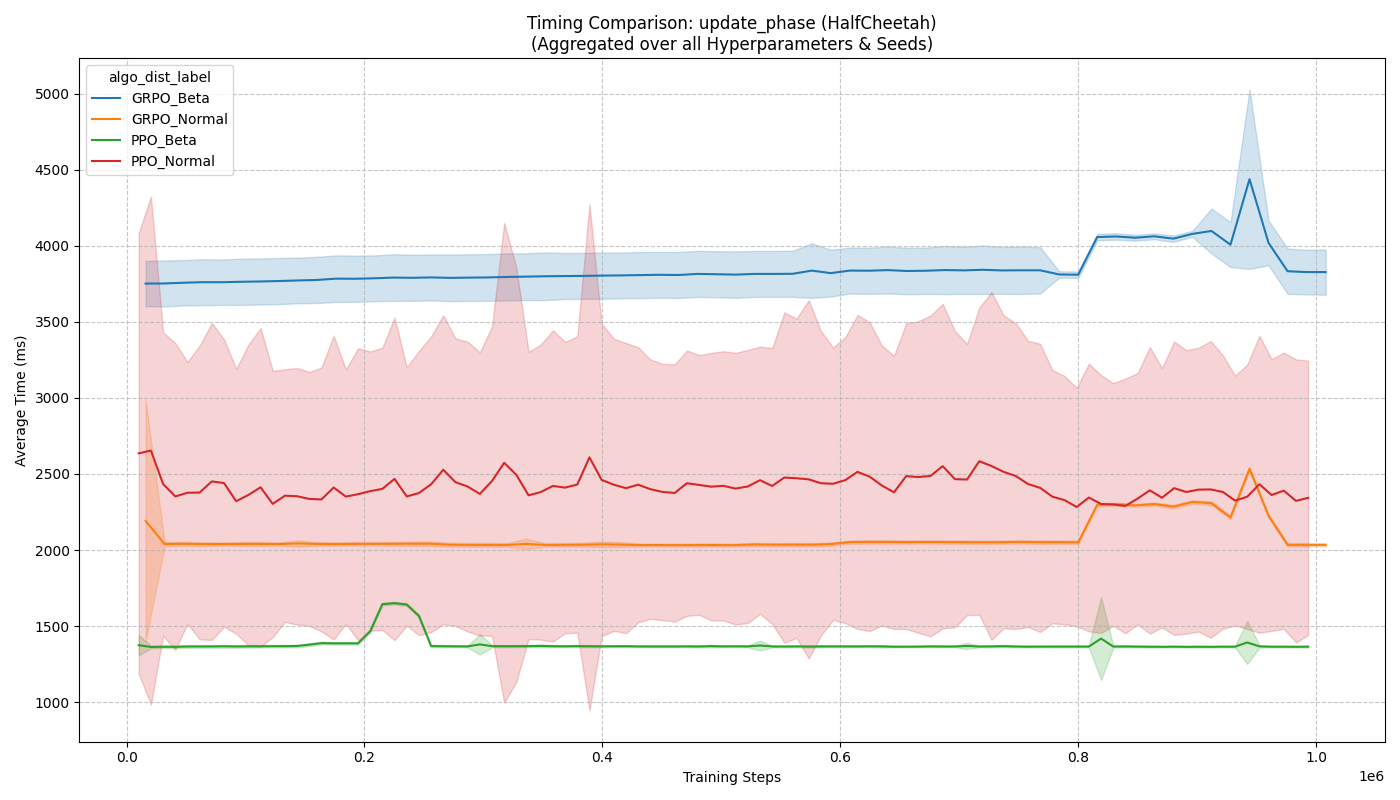 Timing Comparison: update_phase (HalfCheetah)
(Aggregated over all Hyperparameters & Seeds)
algo_dist_label
GRPO_Beta
GRPO_Normal
PPO_Beta
PPO_Normal
Average Time (ms)
5000
4500
4000
3500
3000
2500
2000
1500
1000
0.0
0.2
0.4
0.6
0.8
1.0
1e6
Training Steps